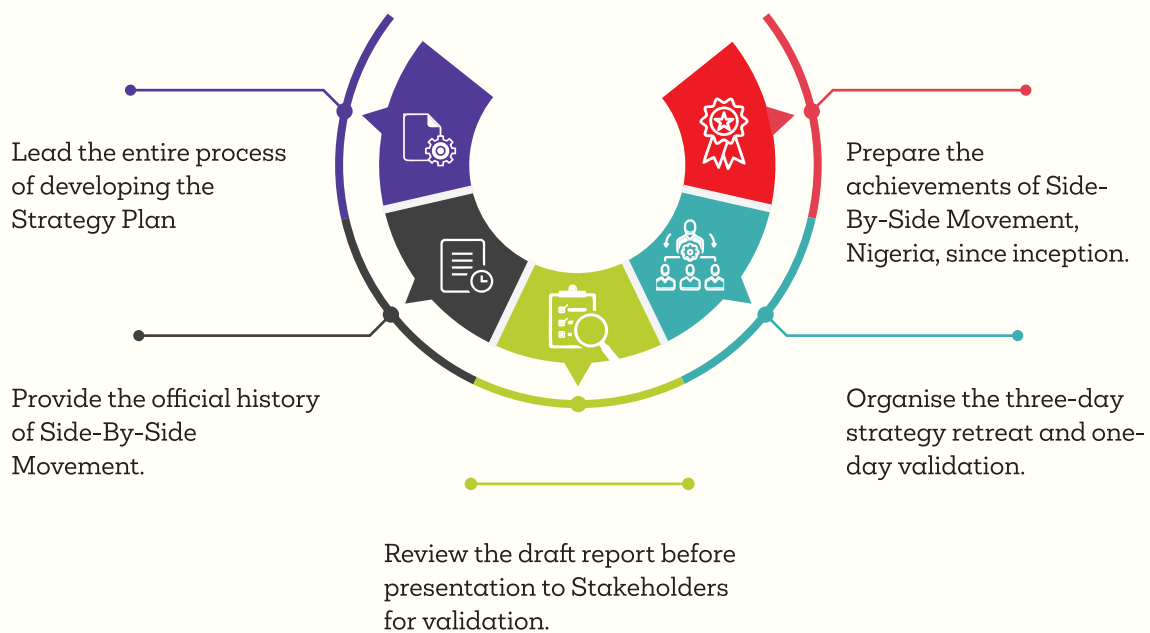 Lead the entire process
of developing the
Strategy Plan
Provide the official history
of Side-By-Side
Movement.
Review the draft report before
presentation to Stakeholders
for validation.
Organise the three-day
strategy retreat and one-
day validation.
Prepare the
achievements of Side-
By-Side Movement,
Nigeria, since inception.